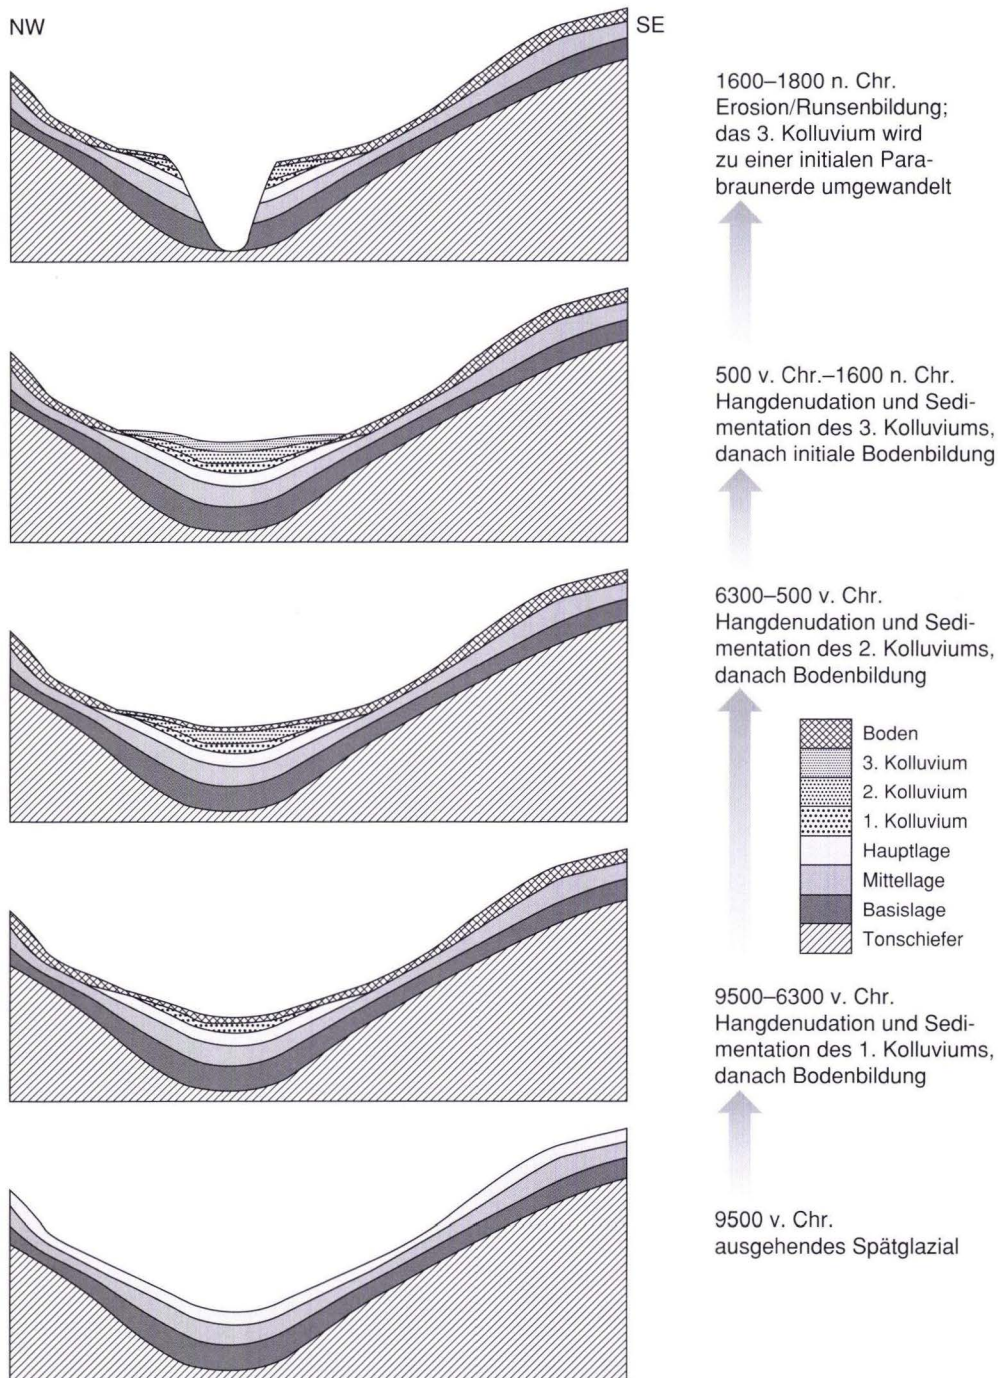 NW
SE
1600–1800 n. Chr.
Erosion/Runsenbildung;
das 3. Kolluvium wird
zu einer initialen Para-
braunerde umgewandelt
500 v. Chr.–1600 n. Chr.
Hangdenudation und Sedi-
mentation des 3. Kolluviums,
danach initiale Bodenbildung
6300–500 v. Chr.
Hangdenudation und Sedi-
mentation des 2. Kolluviums,
danach Bodenbildung
Boden
3. Kolluvium
2. Kolluvium
1. Kolluvium
Hauptlage
Mittellage
Basislage
Tonschiefer
9500–6300 v. Chr.
Hangdenudation und Sedi-
mentation des 1. Kolluviums,
danach Bodenbildung
9500 v. Chr.
ausgehendes Spätglazial